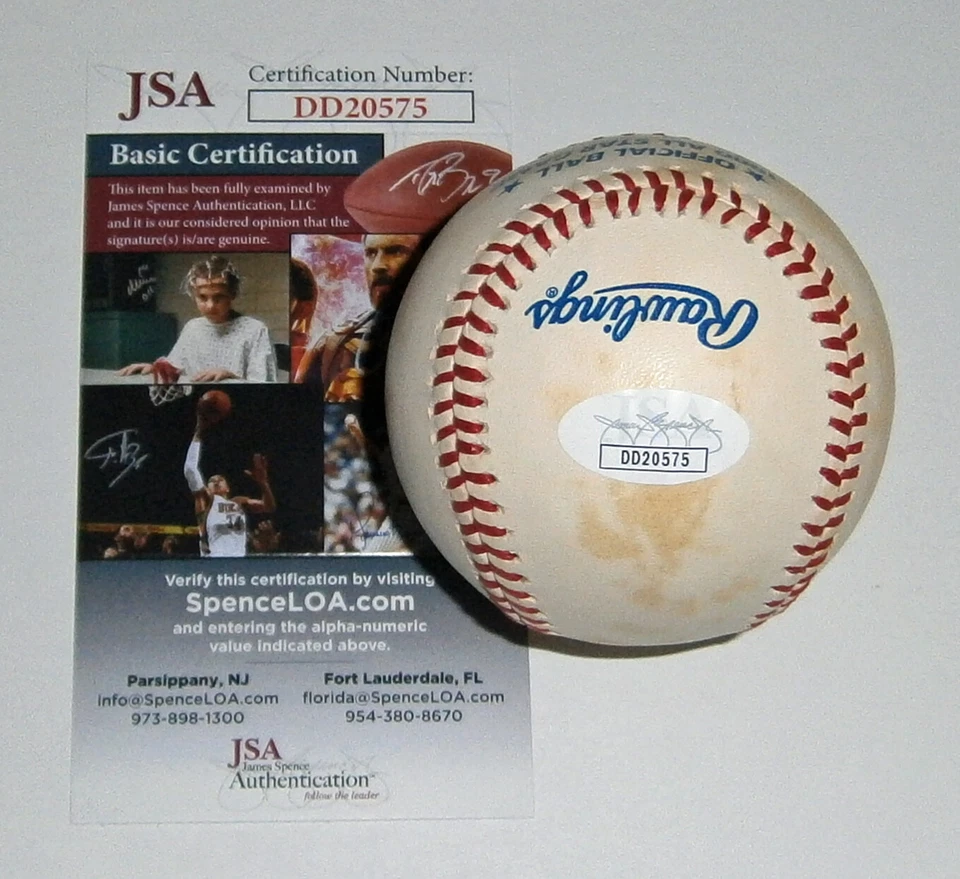 JSA
Certification Number:
DD20575
Basic Certification
This item has been fully examined by
James Spence Authentication, LLC
and it is our considered opinion that the
signature(s) is/are genuine.
Verify this certification by visiting
SpenceLOA.com
and entering the alpha-numeric
value indicated above.
Parsippany, NJ
info@SpenceLOA.com
973-898-1300
Fort Lauderdale, FL
florida@SpenceLOA.com
954-380-8670
JSA
James Spence
Authentication
follow the leader
★ OFFICIAL BALL ★
ALL STAR
Rawlings®
JSA
DD20575